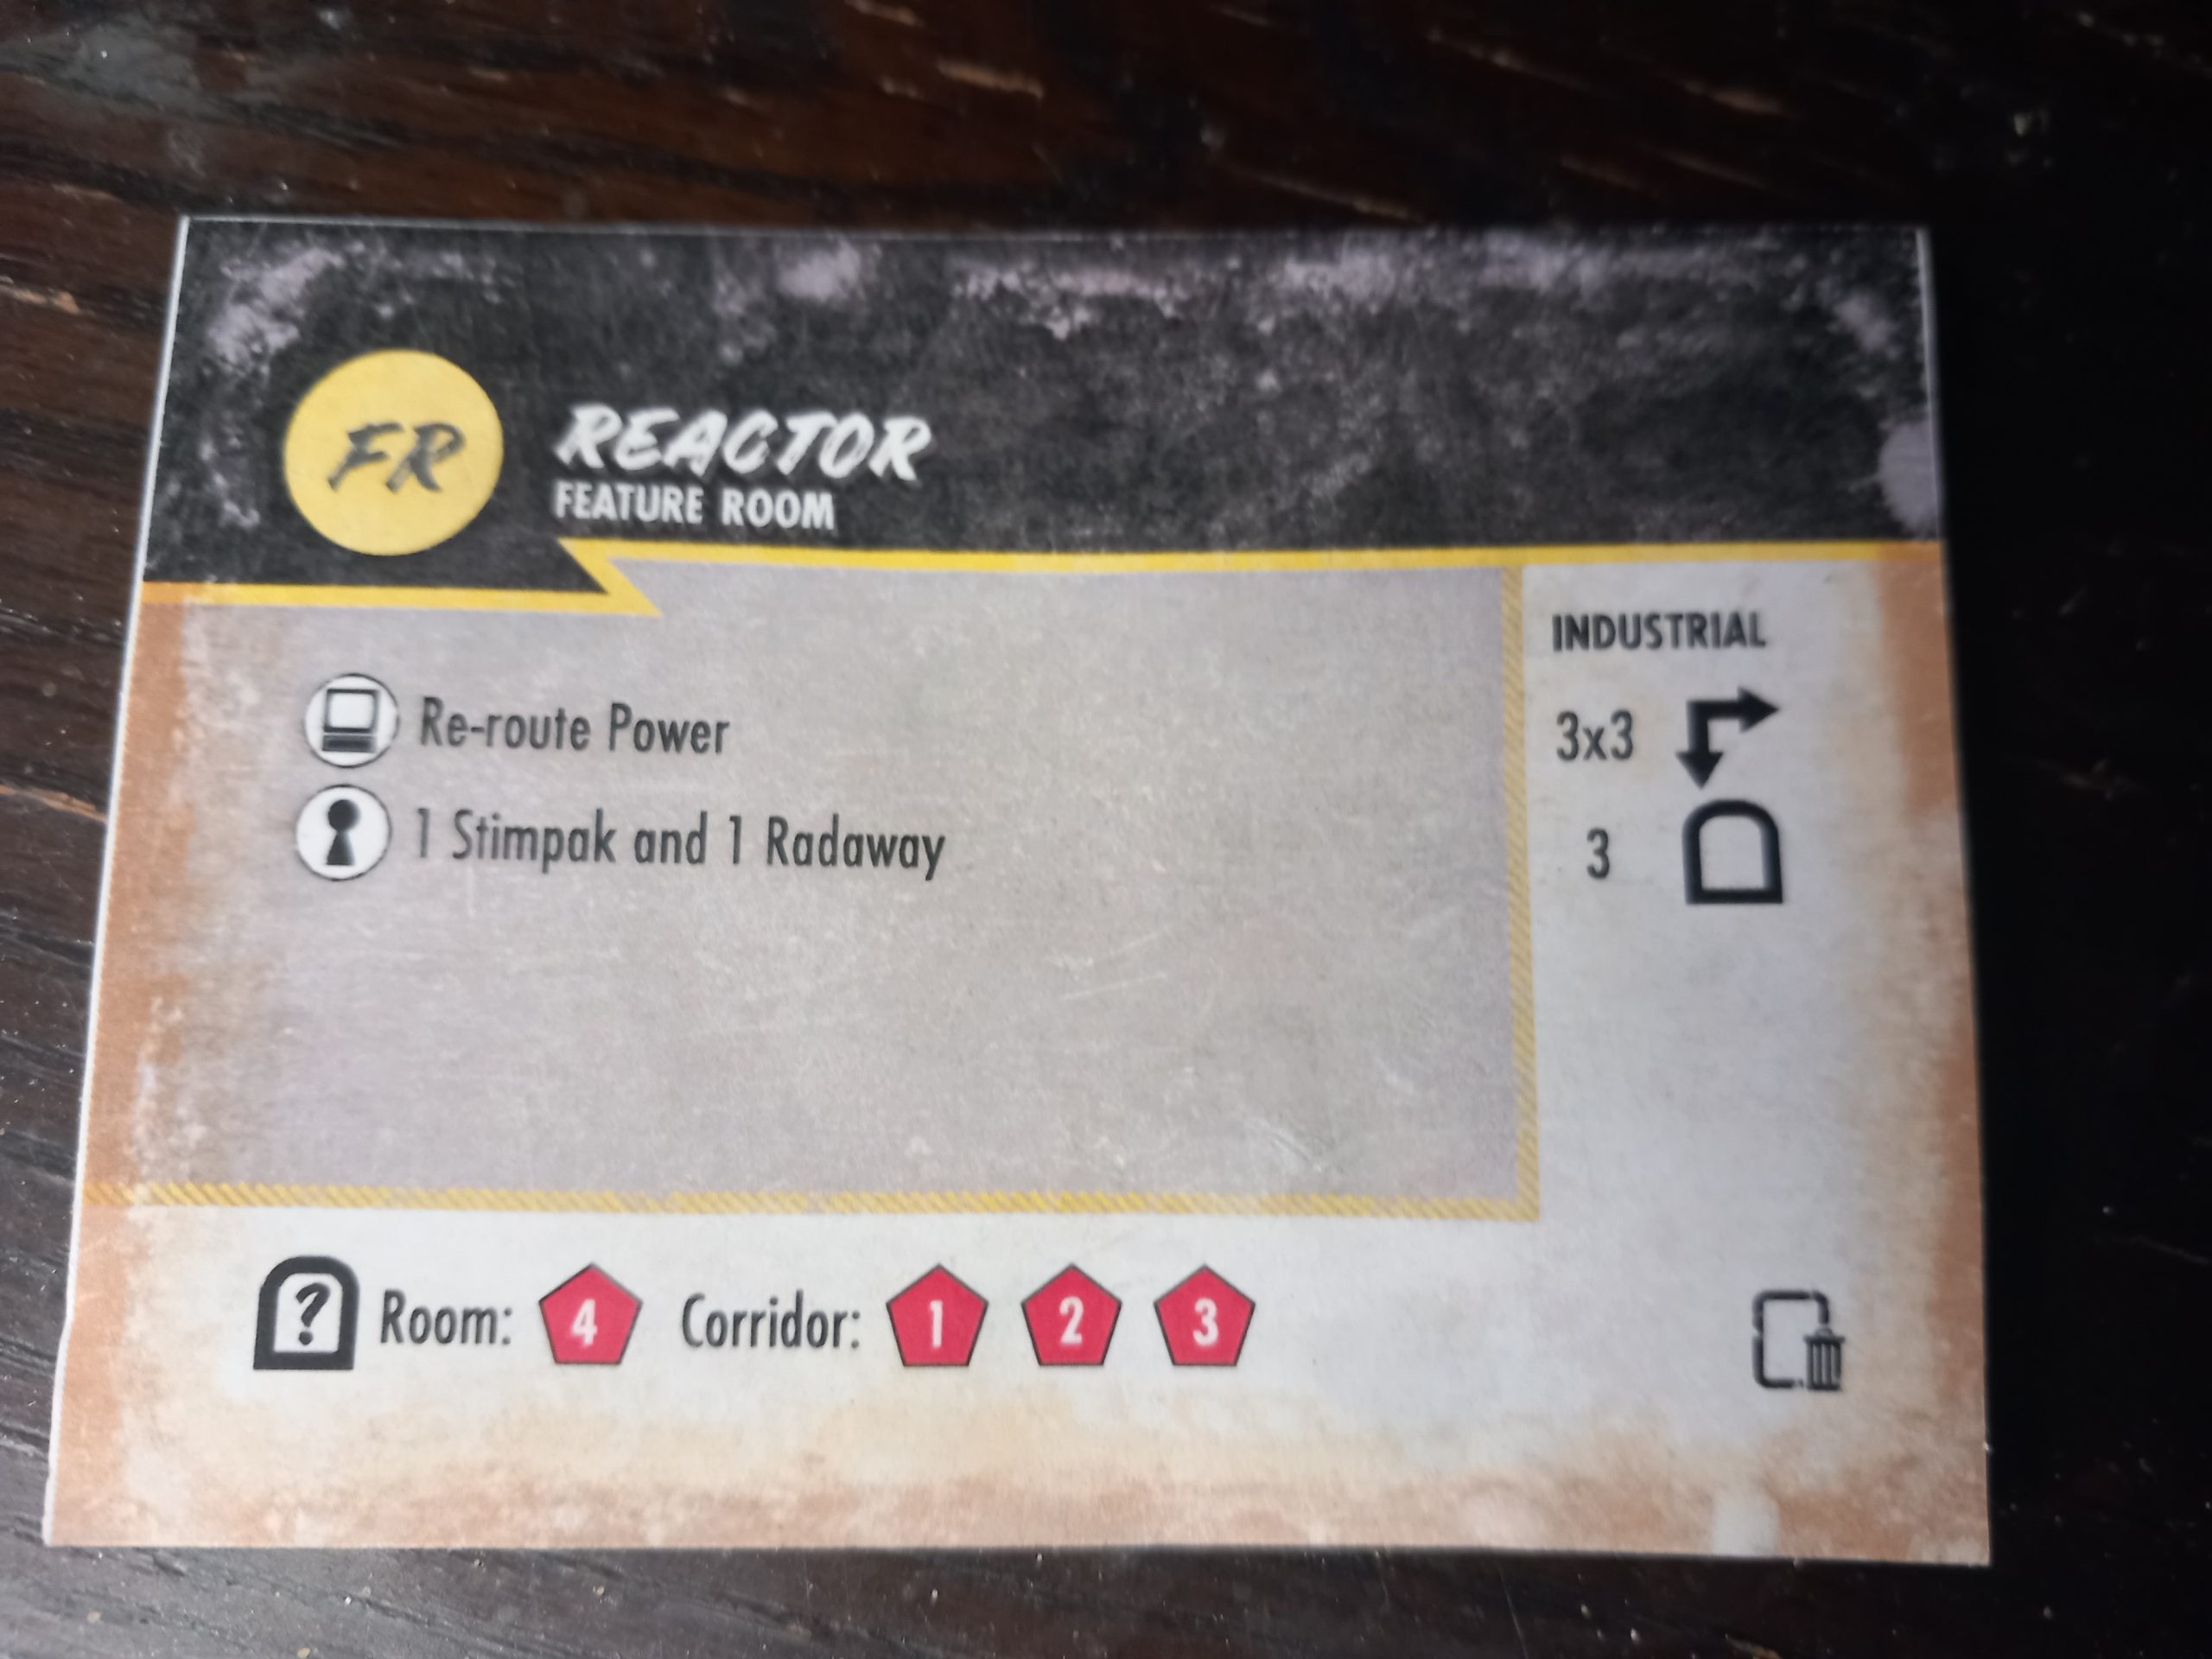 FR
REACTOR
FEATURE ROOM
INDUSTRIAL
Re-route Power
3x3
1 Stimpak and 1 Radaway
3
? Room: 4 Corridor: 1 2 3